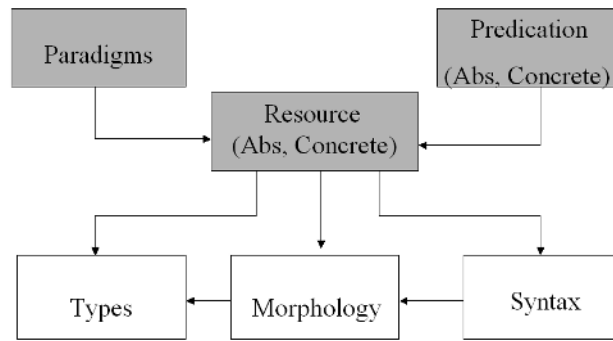 Paradigms
Predication
(Abs, Concrete)
Resource
(Abs, Concrete)
Types
Morphology
Syntax